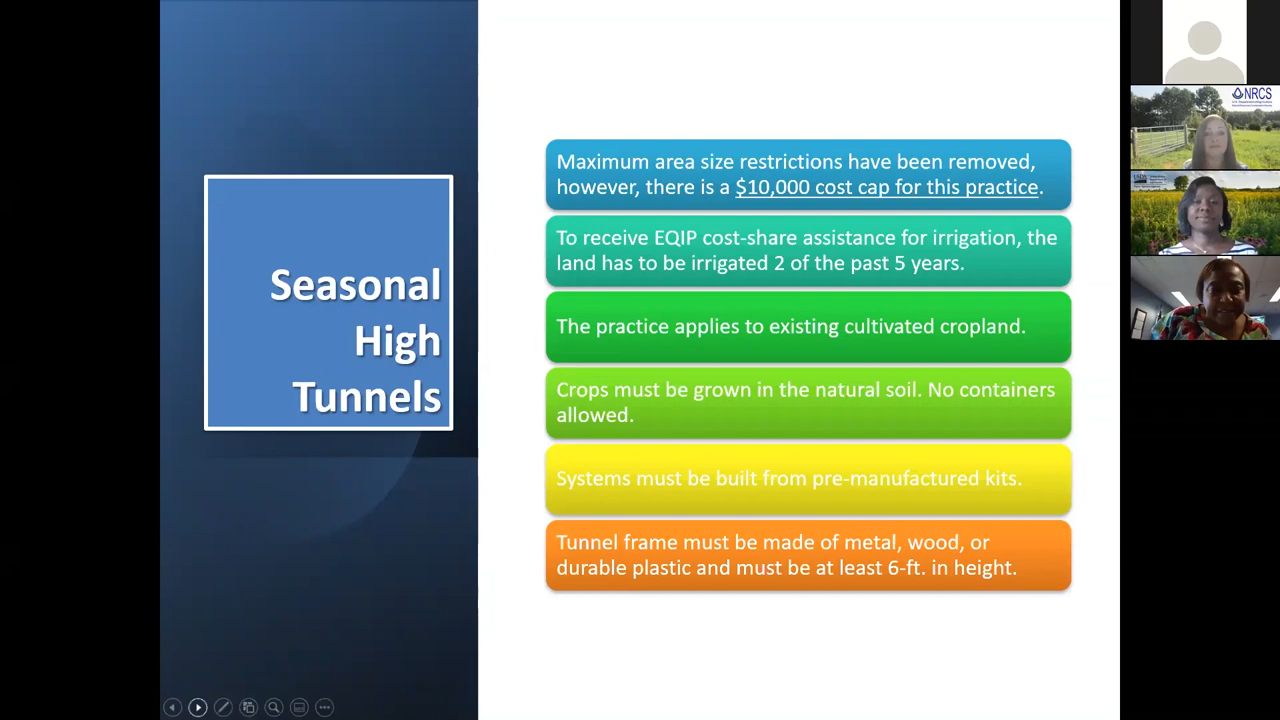 Seasonal
High
Tunnels
Maximum area size restrictions have been removed,
however, there is a $10,000 cost cap for this practice.
To receive EQIP cost-share assistance for irrigation, the
land has to be irrigated 2 of the past 5 years.
The practice applies to existing cultivated cropland.
Crops must be grown in the natural soil. No containers
allowed.
Systems must be built from pre-manufactured kits.
Tunnel frame must be made of metal, wood, or
durable plastic and must be at least 6-ft. in height.
NRCS
USDA